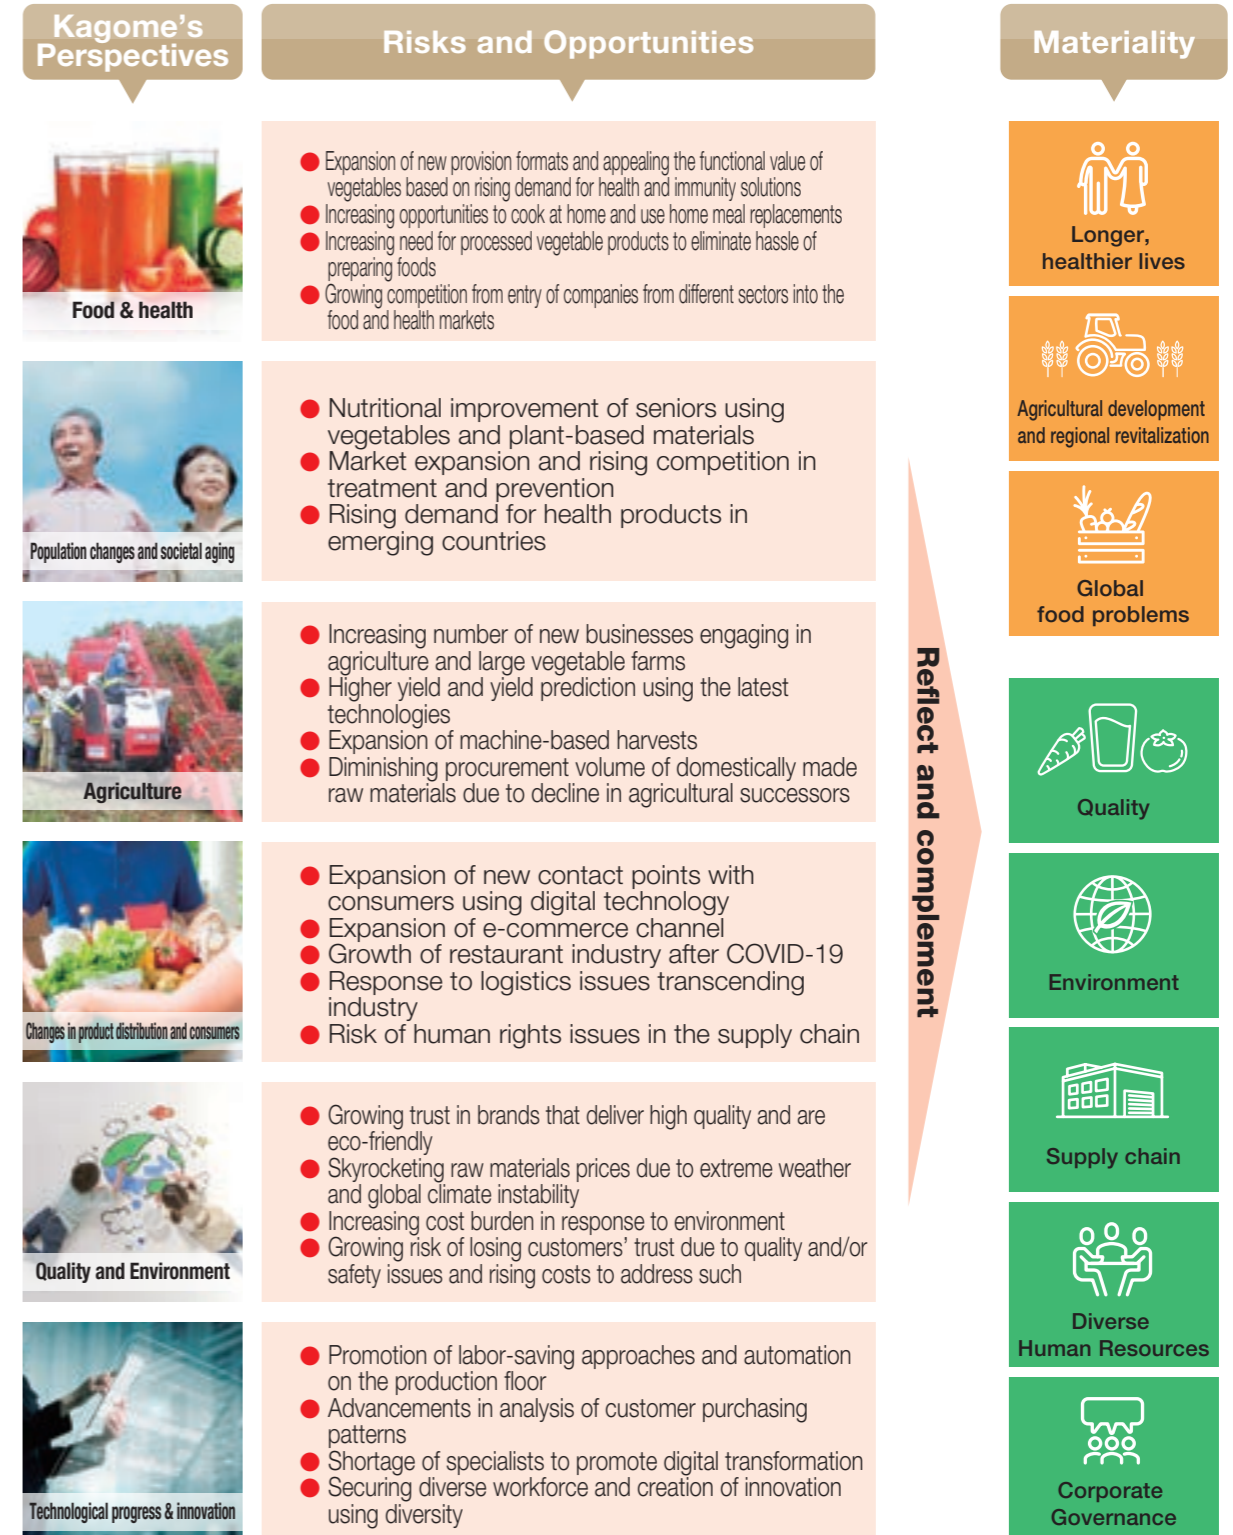 Kagome's
Perspectives
Risks and Opportunities
Materiality
Food & health
● Expansion of new provision formats and appealing the functional value of
vegetables based on rising demand for health and immunity solutions
● Increasing opportunities to cook at home and use home meal replacements
● Increasing need for processed vegetable products to eliminate hassle of
preparing foods
● Growing competition from entry of companies from different sectors into the
food and health markets
Population changes and societal aging
● Nutritional improvement of seniors using
vegetables and plant-based materials
● Market expansion and rising competition in
treatment and prevention
● Rising demand for health products in
emerging countries
Agriculture
● Increasing number of new businesses engaging in
agriculture and large vegetable farms
● Higher yield and yield prediction using the latest
technologies
● Expansion of machine-based harvests
● Diminishing procurement volume of domestically made
raw materials due to decline in agricultural successors
Changes in product distribution and consumers
● Expansion of new contact points with
consumers using digital technology
● Expansion of e-commerce channel
● Growth of restaurant industry after COVID-19
● Response to logistics issues transcending
industry
● Risk of human rights issues in the supply chain
Quality and Environment
● Growing trust in brands that deliver high quality and are
eco-friendly
● Skyrocketing raw materials prices due to extreme weather
and global climate instability
● Increasing cost burden in response to environment
● Growing risk of losing customers' trust due to quality and/or
safety issues and rising costs to address such
Technological progress & innovation
● Promotion of labor-saving approaches and automation
on the production floor
● Advancements in analysis of customer purchasing
patterns
● Shortage of specialists to promote digital transformation
● Securing diverse workforce and creation of innovation
using diversity
Reflect and complement
Longer,
healthier lives
Agricultural development
and regional revitalization
Global
food problems
Quality
Environment
Supply chain
Diverse
Human Resources
Corporate
Governance